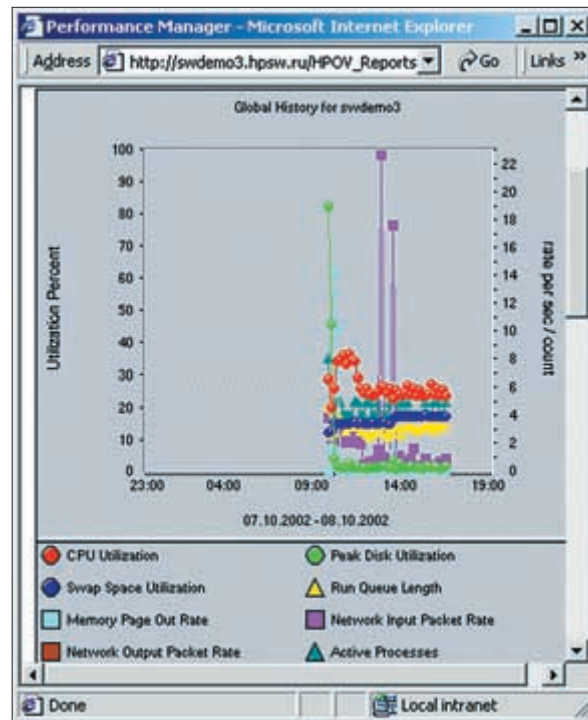 Performance Manager - Microsoft Internet Explorer
Address http://swdemo3.hpsw.ru/HPOV_Reports Go Links »
Global History for swdemo3
Utilization Percent
100
90
80
70
60
50
40
30
20
10
0
rate per sec / count
22
20
18
16
14
12
10
8
6
4
2
0
23:00 04:00 09:00 14:00 19:00
07.10.2002 - 08.10.2002
CPU Utilization Peak Disk Utilization
Swap Space Utilization Run Queue Length
Memory Page Out Rate Network Input Packet Rate
Network Output Packet Rate Active Processes
Done Local intranet